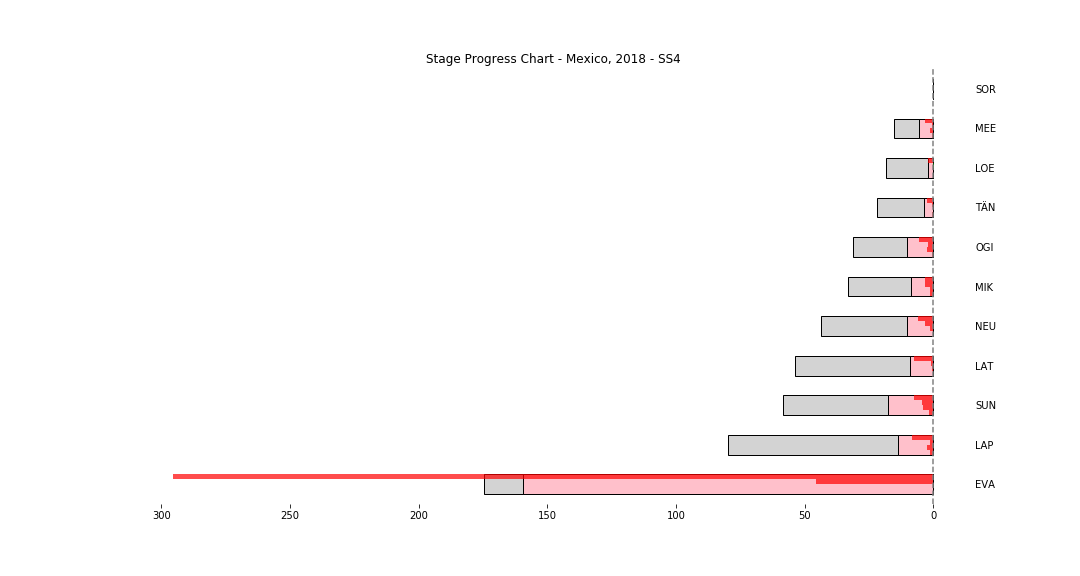 Stage Progress Chart - Mexico, 2018 - SS4
SOR
MEE
LOE
TÄN
OGI
MIK
NEU
LAT
SUN
LAP
EVA
300 250 200 150 100 50 0